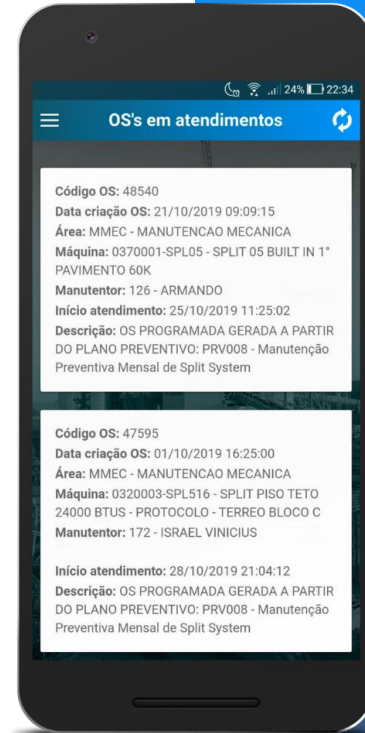 24% 22:34
OS's em atendimentos
Código OS: 48540
Data criação OS: 21/10/2019 09:09:15
Área: MMEC - MANUTENCAO MECANICA
Máquina: 0370001-SPL05 - SPLIT 05 BUILT IN 1°
PAVIMENTO 60K
Manutentor: 126 - ARMANDO
Início atendimento: 25/10/2019 11:25:02
Descrição: OS PROGRAMADA GERADA A PARTIR
DO PLANO PREVENTIVO: PRV008 - Manutenção
Preventiva Mensal de Split System
Código OS: 47595
Data criação OS: 01/10/2019 16:25:00
Área: MMEC - MANUTENCAO MECANICA
Máquina: 0320003-SPL516 - SPLIT PISO TETO
24000 BTUS - PROTOCOLO - TERREO BLOCO C
Manutentor: 172 - ISRAEL VINICIUS
Início atendimento: 28/10/2019 21:04:12
Descrição: OS PROGRAMADA GERADA A PARTIR
DO PLANO PREVENTIVO: PRV008 - Manutenção
Preventiva Mensal de Split System